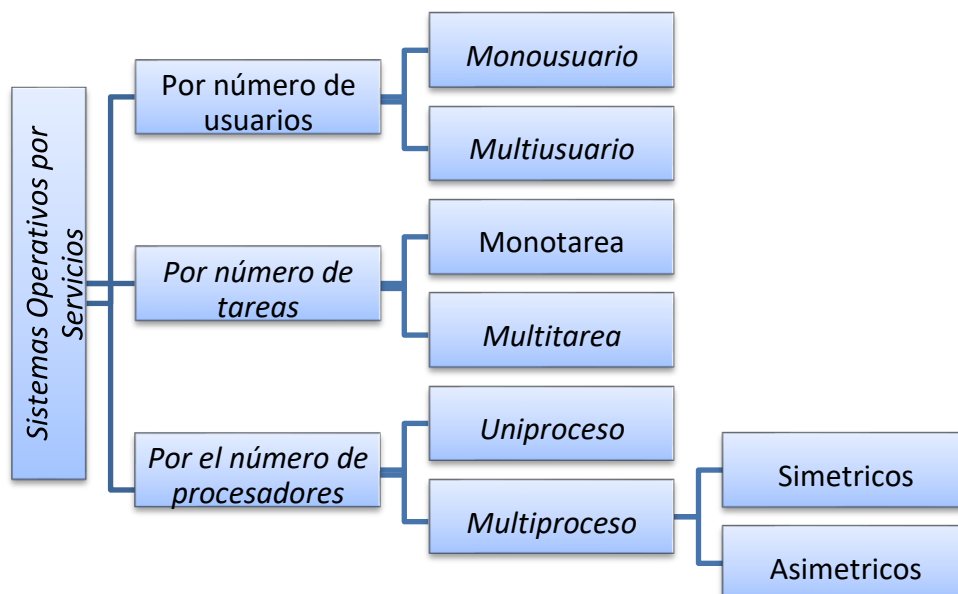 Sistemas Operativos por
Servicios
Por número de
usuarios
Monousuario
Multiusuario
Por número de
tareas
Monotarea
Multitarea
Por el número de
procesadores
Uniproceso
Multiproceso
Simetricos
Asimetricos